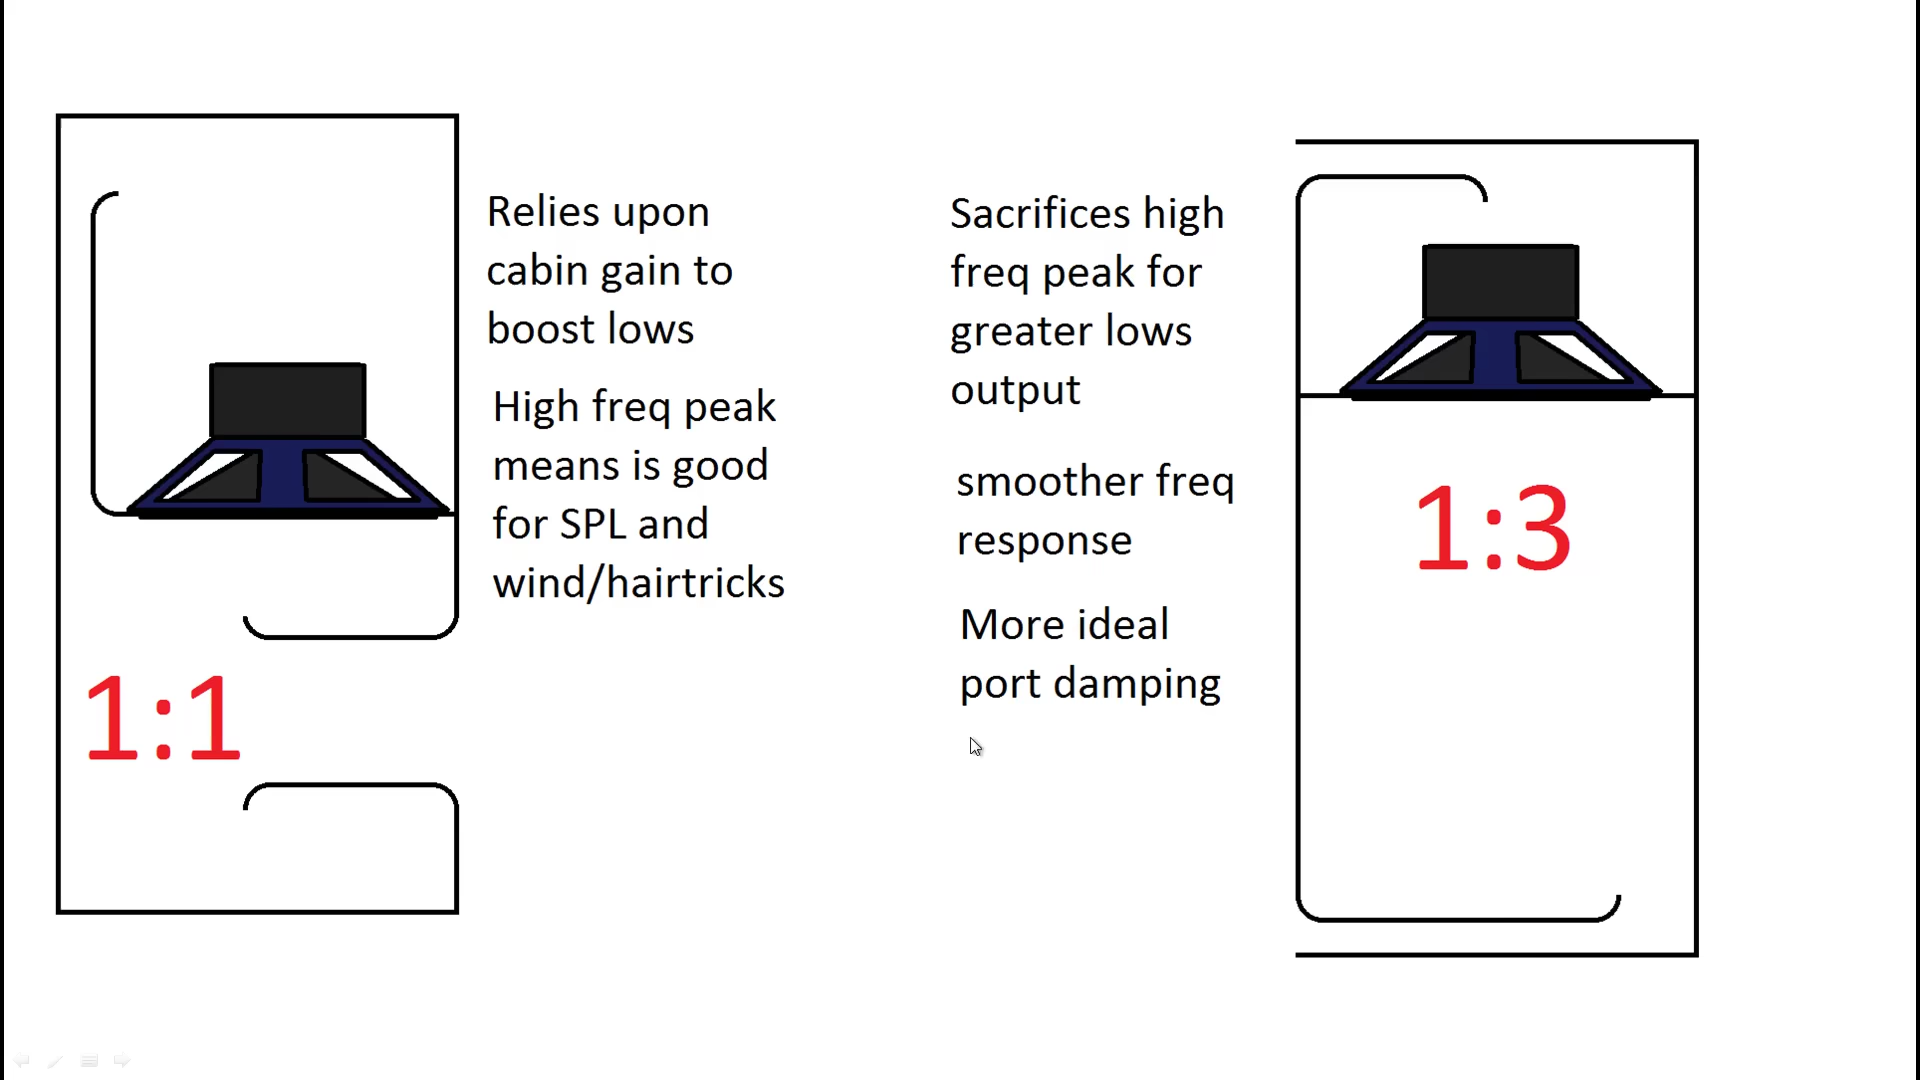 Relies upon
cabin gain to
boost lows
High freq peak
means is good
for SPL and
wind/hairtricks
1:1
Sacrifices high
freq peak for
greater lows
output
smoother freq
response
More ideal
port damping
1:3